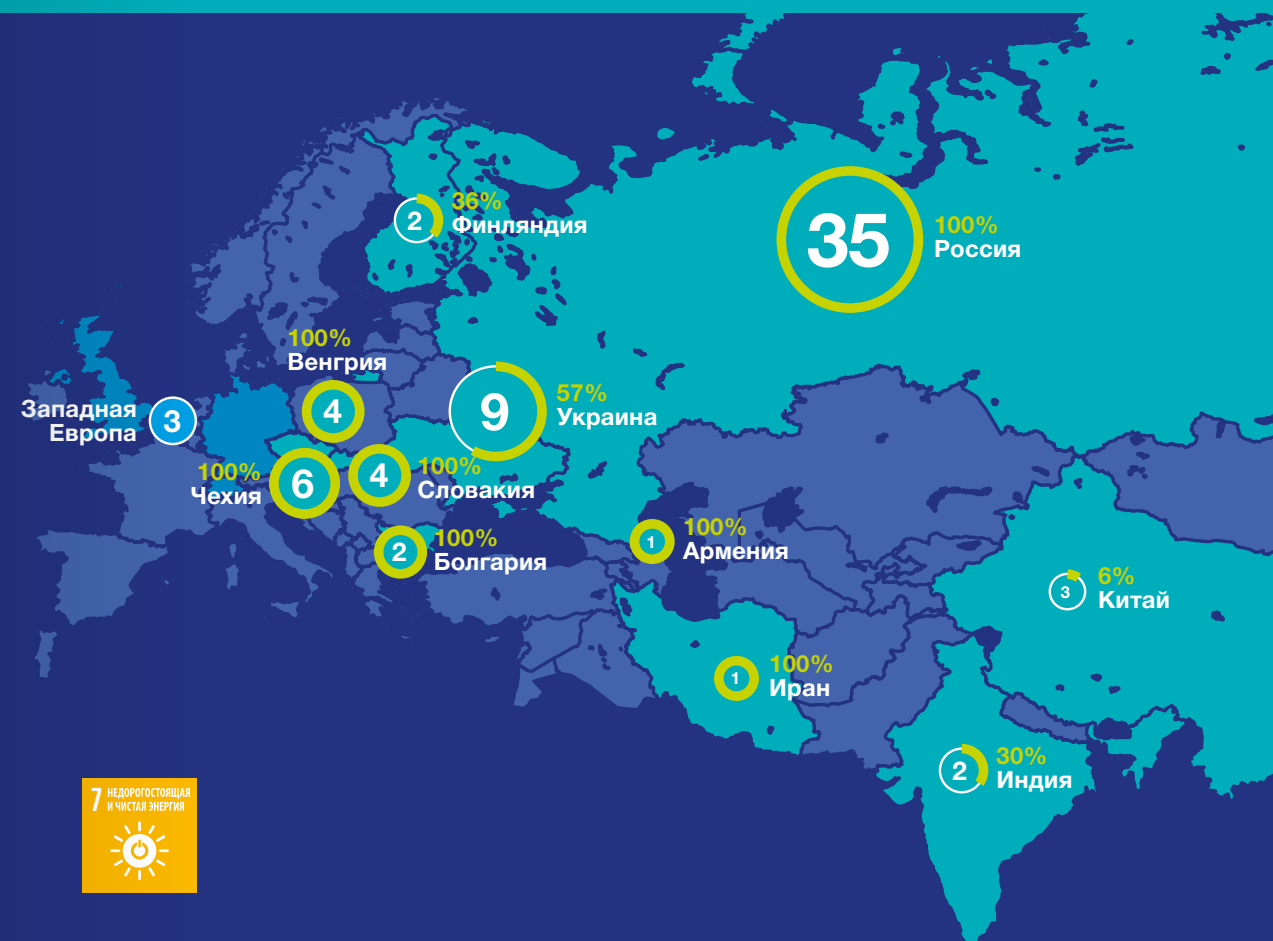 36%
2
Финляндия
35
100%
Россия
100%
Венгрия
4
57%
9
Украина
Западная
Европа
3
100%
Чехия
6
4
100%
Словакия
2
100%
Болгария
1
100%
Армения
3
6%
Китай
1
100%
Иран
2
30%
Индия
7 НЕДОРОГОСТОЯЩАЯ
И ЧИСТАЯ ЭНЕРГИЯ